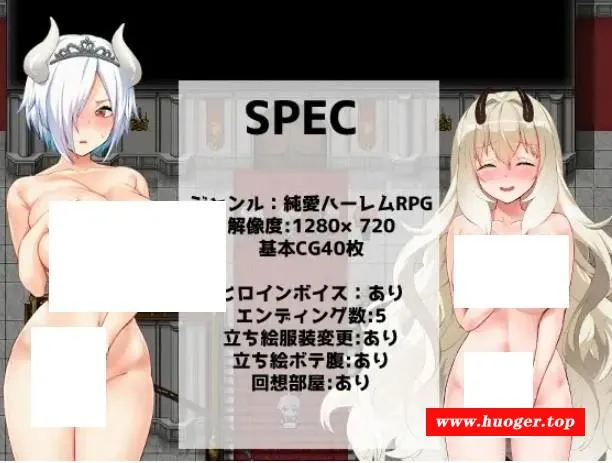 SPEC
ジャンル：純愛ハーレムRPG
解像度:1280× 720
基本CG40枚
ヒロインボイス：あり
エンディング数:5
立ち絵服装変更:あり
立ち絵ボテ腹:あり
回想部屋:あり
www.huoger.top